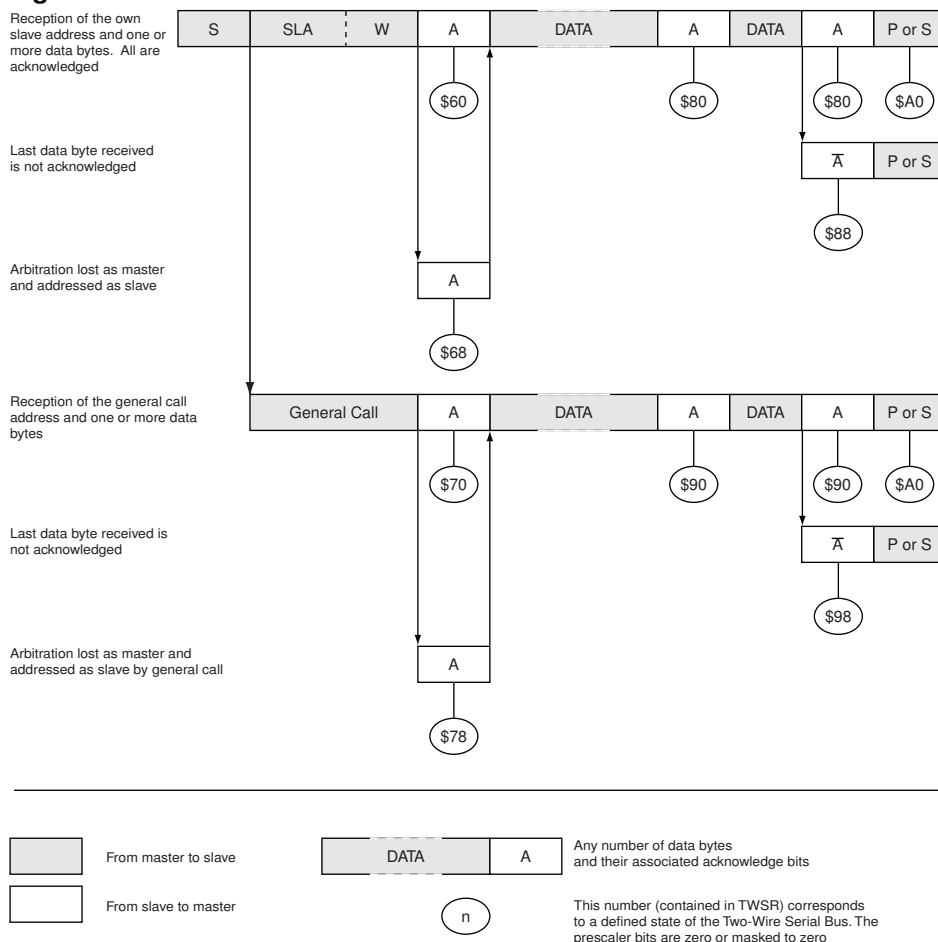 Reception of the own
slave address and one or
more data bytes. All are
acknowledged
S SLA W A DATA A DATA A P or S
$60 $80 $80 $A0
Last data byte received
is not acknowledged
A̅ P or S
$88
Arbitration lost as master
and addressed as slave
A
$68
Reception of the general call
address and one or more data
bytes
General Call A DATA A DATA A P or S
$70 $90 $90 $A0
Last data byte received is
not acknowledged
A̅ P or S
$98
Arbitration lost as master and
addressed as slave by general call
A
$78
From master to slave
DATA A
Any number of data bytes
and their associated acknowledge bits
From slave to master
n
This number (contained in TWSR) corresponds
to a defined state of the Two-Wire Serial Bus. The
prescaler bits are zero or masked to zero